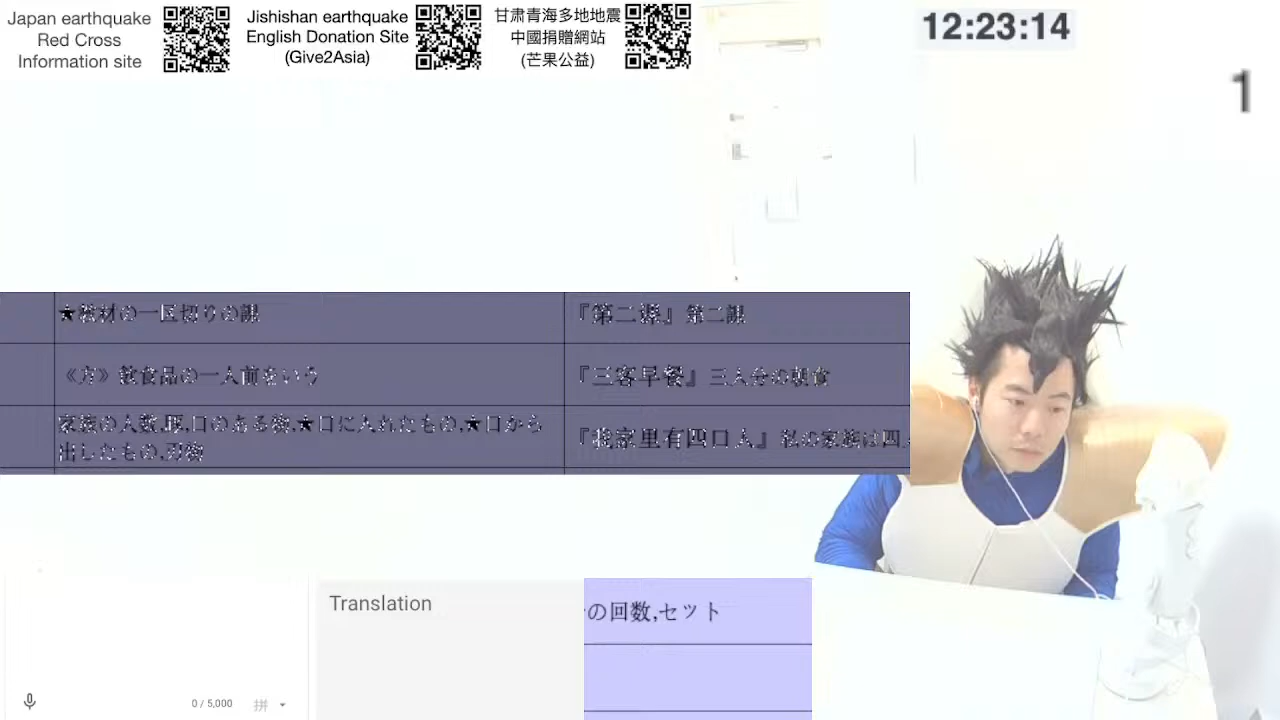 Japan earthquake
Red Cross
Information site
Jishishan earthquake
English Donation Site
(Give2Asia)
甘肅青海多地地震
中國捐贈網站
(芒果公益)
12:23:14
1
★教材の一区切りの課
『第二课』第二課
《方》飲食品の一人前をいう
『三客早餐』三人分の朝食
家族の人数,豚,口のある物,★口に入れたもの,★口から
出したもの,刃物
『我家里有四口人』私の家族は四
Translation
の回数,セット
0 / 5,000
拼